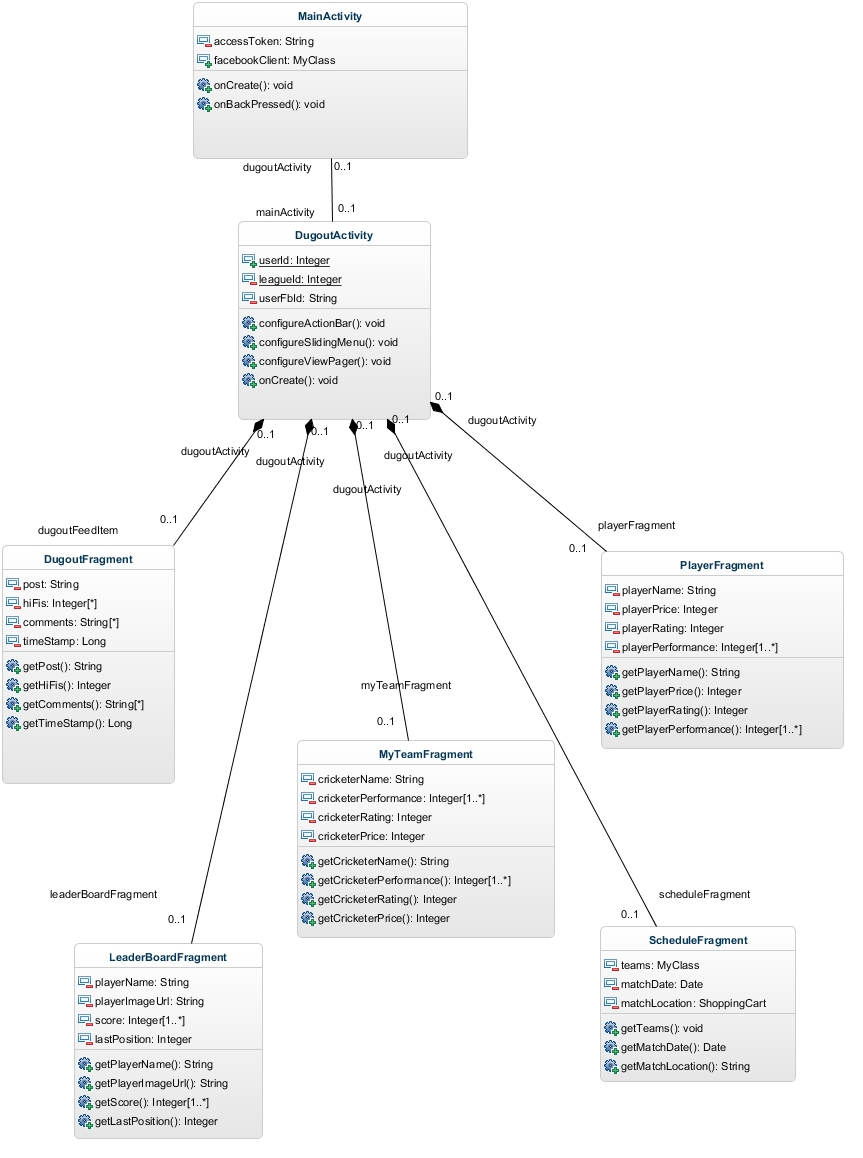 MainActivity
accessToken: String
facebookClient: MyClass
onCreate(): void
onBackPressed(): void
dugoutActivity
0..1
mainActivity
0..1
DugoutActivity
userId: Integer
leagueId: Integer
userFbId: String
configureActionBar(): void
configureSlidingMenu(): void
configureViewPager(): void
onCreate(): void
0..1
dugoutActivity
0..1
dugoutActivity
0..1
dugoutActivity
0..1
dugoutActivity
0..1
dugoutActivity
0..1
dugoutFeedItem
DugoutFragment
post: String
hiFis: Integer[*]
comments: String[*]
timeStamp: Long
getPost(): String
getHiFis(): Integer
getComments(): String[*]
getTimeStamp(): Long
playerFragment
0..1
PlayerFragment
playerName: String
playerPrice: Integer
playerRating: Integer
playerPerformance: Integer[1..*]
getPlayerName(): String
getPlayerPrice(): Integer
getPlayerRating(): Integer
getPlayerPerformance(): Integer[1..*]
myTeamFragment
0..1
MyTeamFragment
cricketerName: String
cricketerPerformance: Integer[1..*]
cricketerRating: Integer
cricketerPrice: Integer
getCricketerName(): String
getCricketerPerformance(): Integer[1..*]
getCricketerRating(): Integer
getCricketerPrice(): Integer
leaderBoardFragment
0..1
LeaderBoardFragment
playerName: String
playerImageUrl: String
score: Integer[1..*]
lastPosition: Integer
getPlayerName(): String
getPlayerImageUrl(): String
getScore(): Integer[1..*]
getLastPosition(): Integer
scheduleFragment
0..1
ScheduleFragment
teams: MyClass
matchDate: Date
matchLocation: ShoppingCart
getTeams(): void
getMatchDate(): Date
getMatchLocation(): String